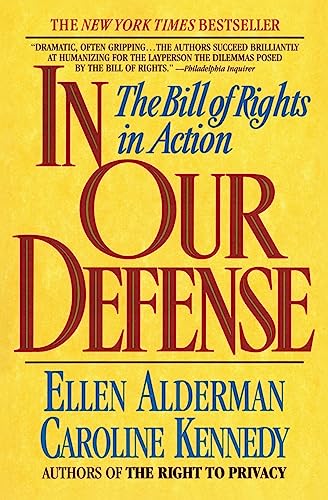 THE NEW YORK TIMES BESTSELLER
"DRAMATIC, OFTEN GRIPPING...THE AUTHORS SUCCEED BRILLIANTLY
AT HUMANIZING FOR THE LAYPERSON THE DILEMMAS POSED
BY THE BILL OF RIGHTS." —Philadelphia Inquirer
IN
The Bill of Rights
in Action
OUR
DEFENSE
ELLEN ALDERMAN
CAROLINE KENNEDY
AUTHORS OF THE RIGHT TO PRIVACY